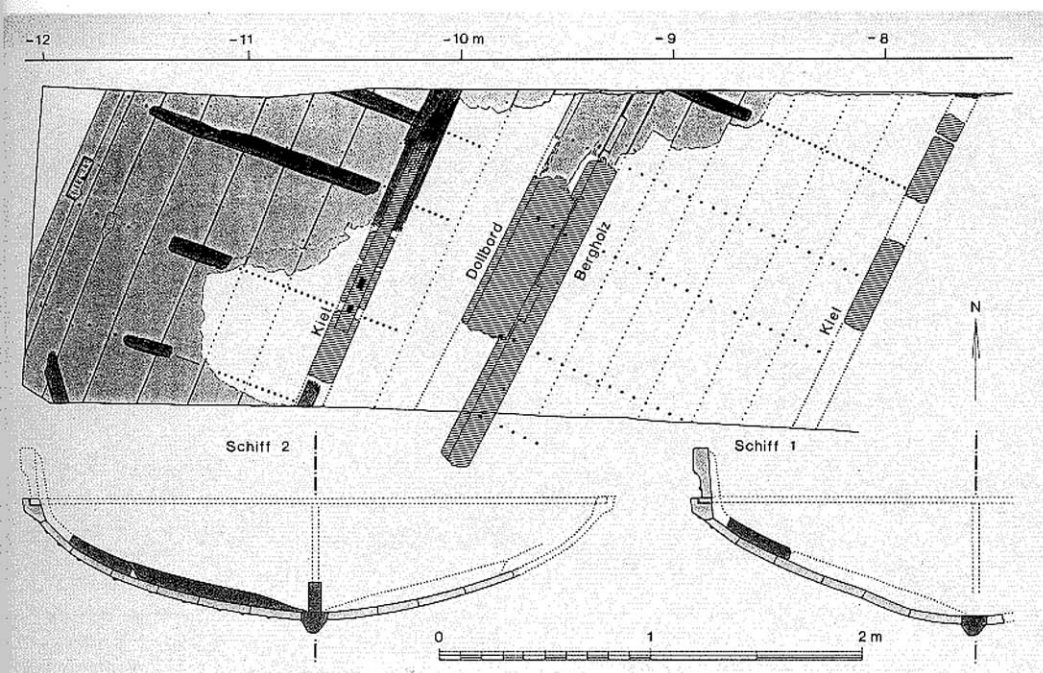 -12 -11 -10 m -9 -8
Kiel
Dollbord
Bergholz
Kiel
N
Schiff 2
Schiff 1
0 1 2 m